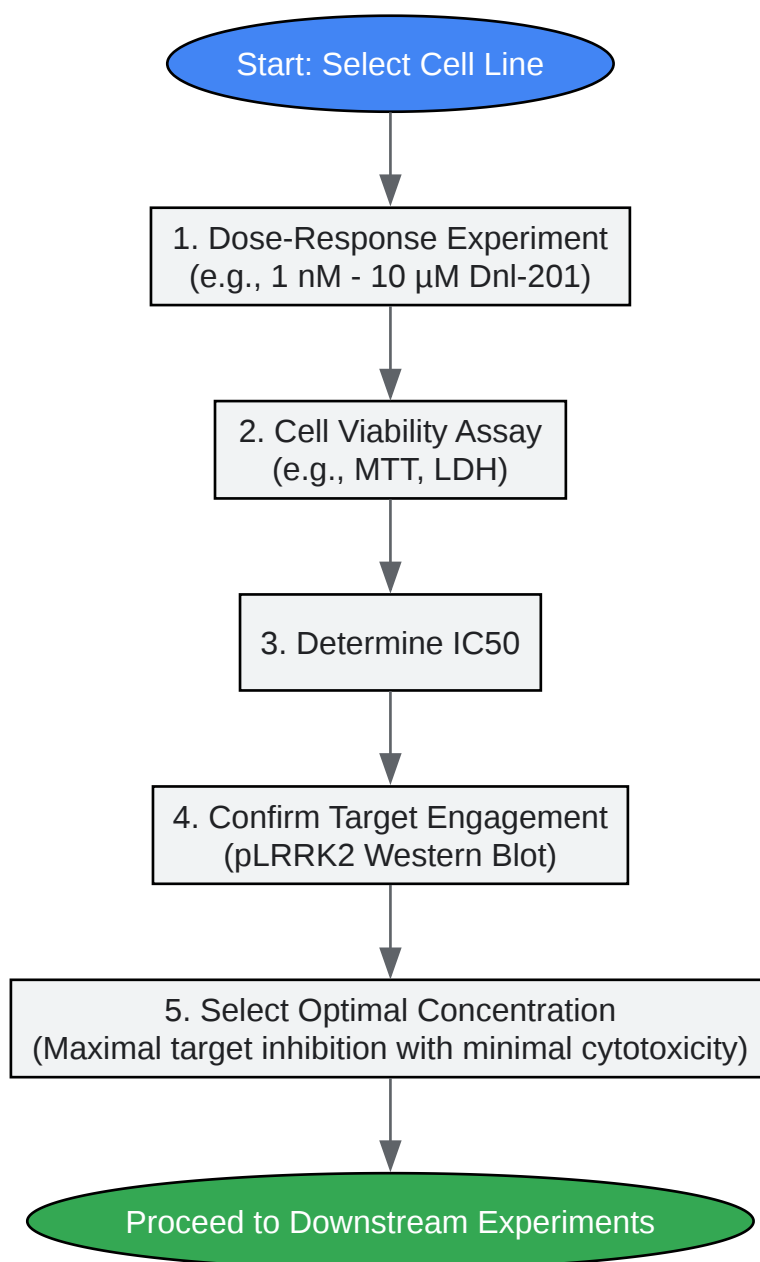 Start: Select Cell Line
1. Dose-Response Experiment
(e.g., 1 nM - 10 µM Dnl-201)
2. Cell Viability Assay
(e.g., MTT, LDH)
3. Determine IC50
4. Confirm Target Engagement
(pLRRK2 Western Blot)
5. Select Optimal Concentration
(Maximal target inhibition with minimal cytotoxicity)
Proceed to Downstream Experiments